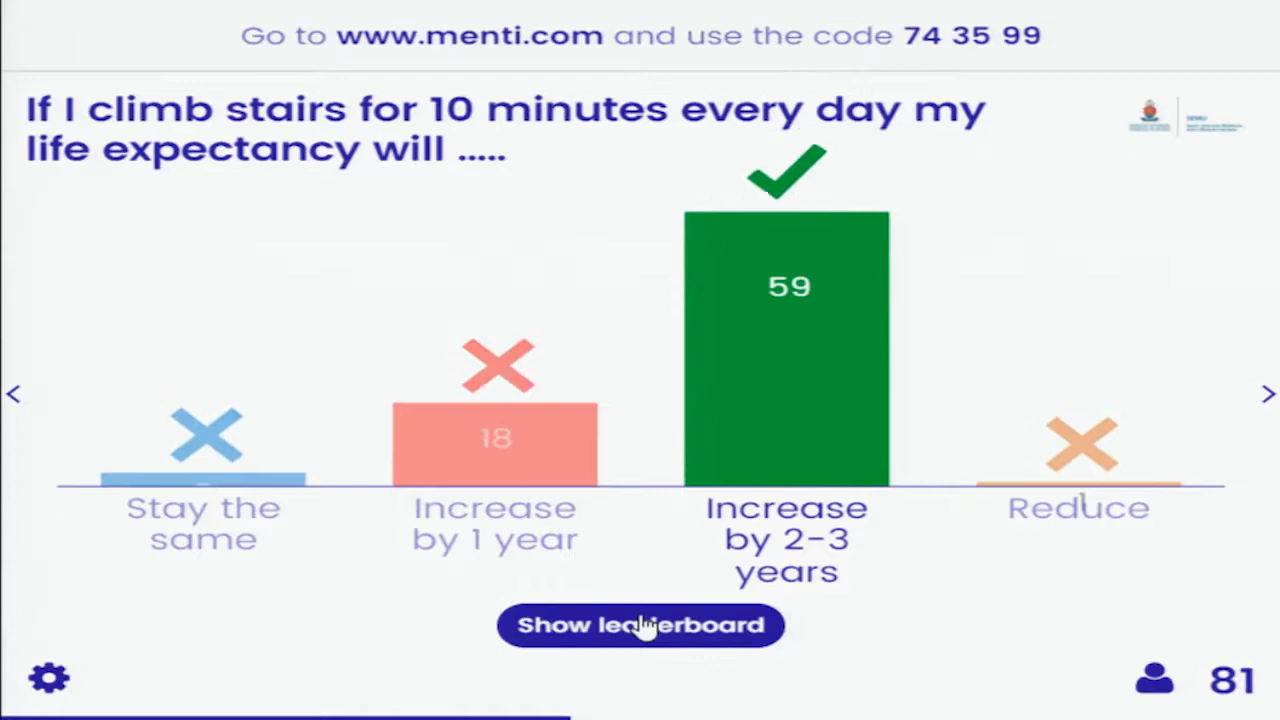 Go to www.menti.com and use the code 74 35 99
If I climb stairs for 10 minutes every day my
life expectancy will .....
59
18
1
Stay the
same
Increase
by 1 year
Increase
by 2-3
years
Reduce
Show leaderboard
81